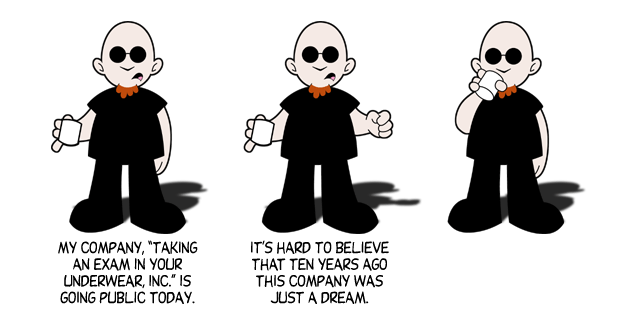 MY COMPANY, "TAKING
AN EXAM IN YOUR
UNDERWEAR, INC." IS
GOING PUBLIC TODAY.
IT'S HARD TO BELIEVE
THAT TEN YEARS AGO
THIS COMPANY WAS
JUST A DREAM.